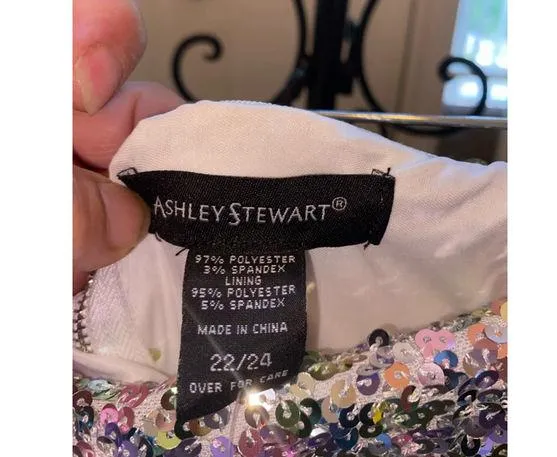 ASHLEY STEWART®
97% POLYESTER
3% SPANDEX
LINING
95% POLYESTER
5% SPANDEX
MADE IN CHINA
22/24
OVER FOR CARE